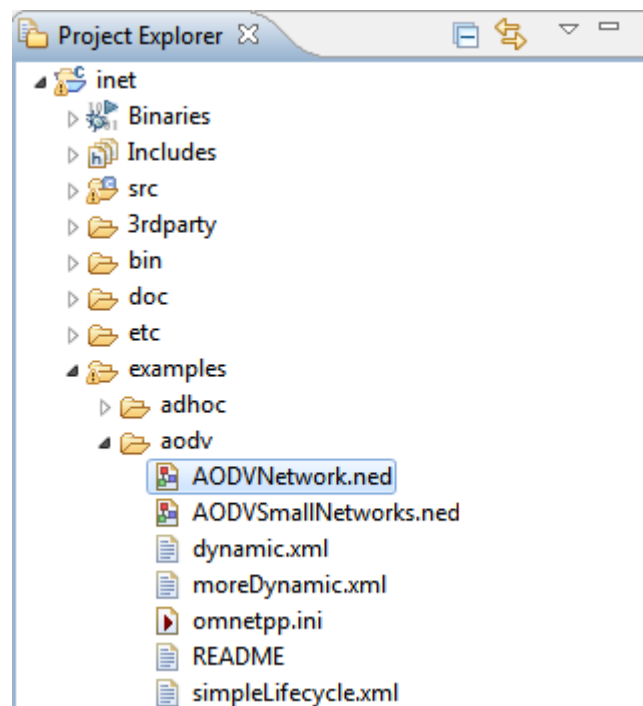 Project Explorer
inet
Binaries
Includes
src
3rdparty
bin
doc
etc
examples
adhoc
aodv
AODVNetwork.ned
AODVSmallNetworks.ned
dynamic.xml
moreDynamic.xml
omnetpp.ini
README
simpleLifecycle.xml